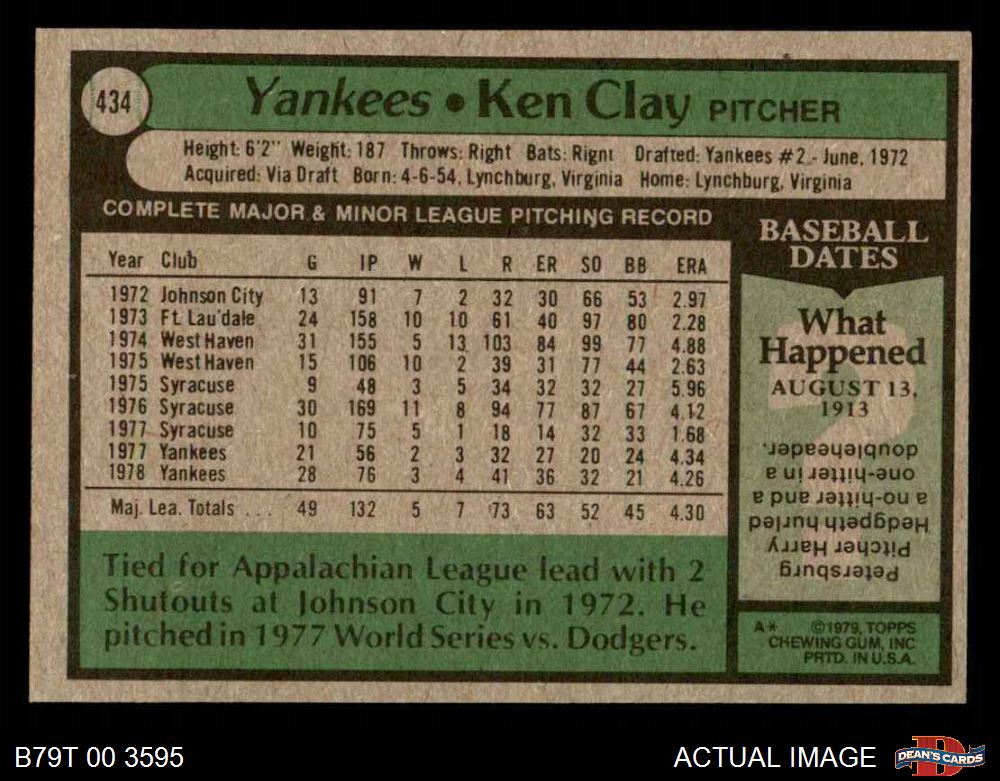 434
Yankees • Ken Clay PITCHER
Height: 6'2" Weight: 187 Throws: Right Bats: Right Drafted: Yankees #2 - June, 1972
Acquired: Via Draft Born: 4-6-54, Lynchburg, Virginia Home: Lynchburg, Virginia
COMPLETE MAJOR & MINOR LEAGUE PITCHING RECORD
Year Club G IP W L R ER SO BB ERA
1972 Johnson City 13 91 7 2 32 30 66 53 2.97
1973 Ft. Lau'dale 24 158 10 10 61 40 97 80 2.28
1974 West Haven 31 155 5 13 103 84 99 77 4.88
1975 West Haven 15 106 10 2 39 31 77 44 2.63
1975 Syracuse 9 48 3 5 34 32 32 27 5.96
1976 Syracuse 30 169 11 8 94 77 87 67 4.12
1977 Syracuse 10 75 5 1 18 14 32 33 1.68
1977 Yankees 21 56 2 3 32 27 20 24 4.34
1978 Yankees 28 76 3 4 41 36 32 21 4.26
Maj. Lea. Totals ... 49 132 5 7 73 63 52 45 4.30
Tied for Appalachian League lead with 2
Shutouts at Johnson City in 1972. He
pitched in 1977 World Series vs. Dodgers.
BASEBALL
DATES
What
Happened
AUGUST 13,
1913
Petersburg
Pitcher Harry
Hedgpeth hurled
a no-hitter and a
one-hitter in a
doubleheader.
A* ©1979, TOPPS
CHEWING GUM, INC
PRTD. IN U.S.A.
B79T 00 3595
ACTUAL IMAGE
D
DEAN'S CARDS